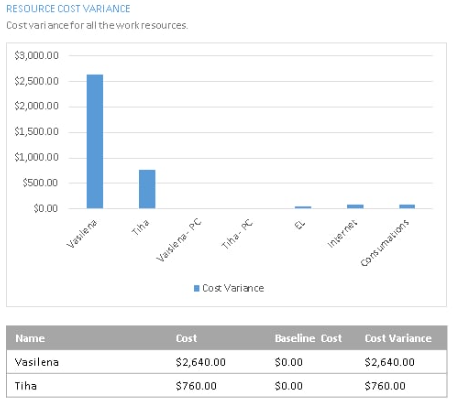 RESOURCE COST VARIANCE
Cost variance for all the work resources.
$3,000.00
$2,500.00
$2,000.00
$1,500.00
$1,000.00
$500.00
$0.00
Vasilena
Tiha
Vaislena - PC
Tiha - PC
EL
Internet
Consumations
Cost Variance
Name Cost Baseline Cost Cost Variance
Vasilena $2,640.00 $0.00 $2,640.00
Tiha $760.00 $0.00 $760.00